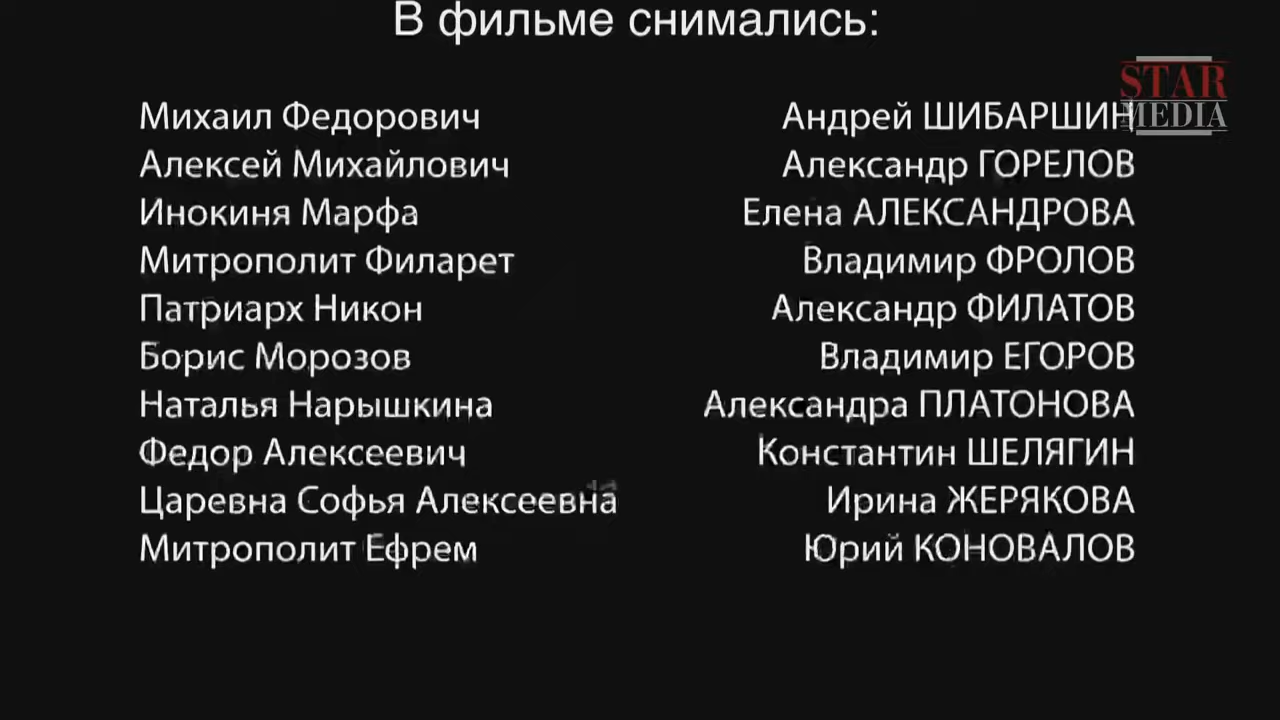 В фильме снимались:
STAR
MEDIA
Михаил Федорович Андрей ШИБАРШИН
Алексей Михайлович Александр ГОРЕЛОВ
Инокиня Марфа Елена АЛЕКСАНДРОВА
Митрополит Филарет Владимир ФРОЛОВ
Патриарх Никон Александр ФИЛАТОВ
Борис Морозов Владимир ЕГОРОВ
Наталья Нарышкина Александра ПЛАТОНОВА
Федор Алексеевич Константин ШЕЛЯГИН
Царевна Софья Алексеевна Ирина ЖЕРЯКОВА
Митрополит Ефрем Юрий КОНОВАЛОВ